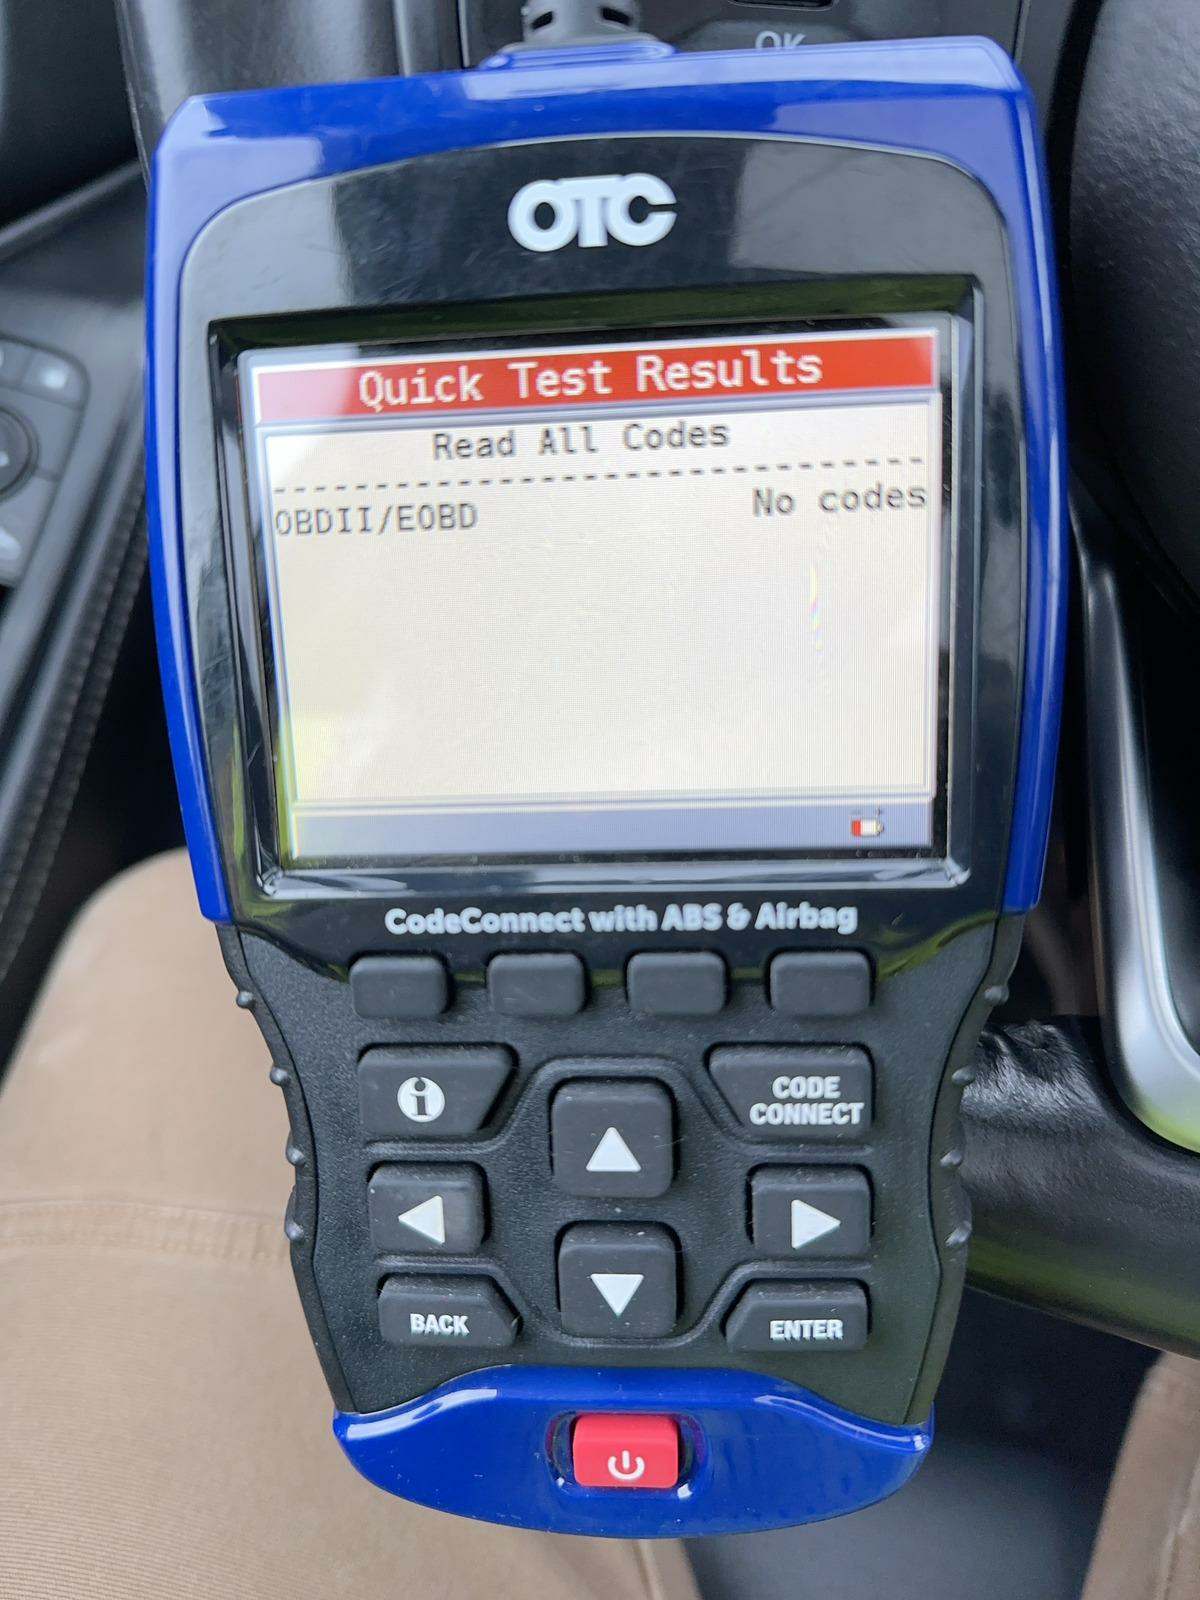 OK
OTC
Quick Test Results
Read All Codes
OBDII/EOBD No codes
CodeConnect with ABS & Airbag
CODE
CONNECT
BACK
ENTER